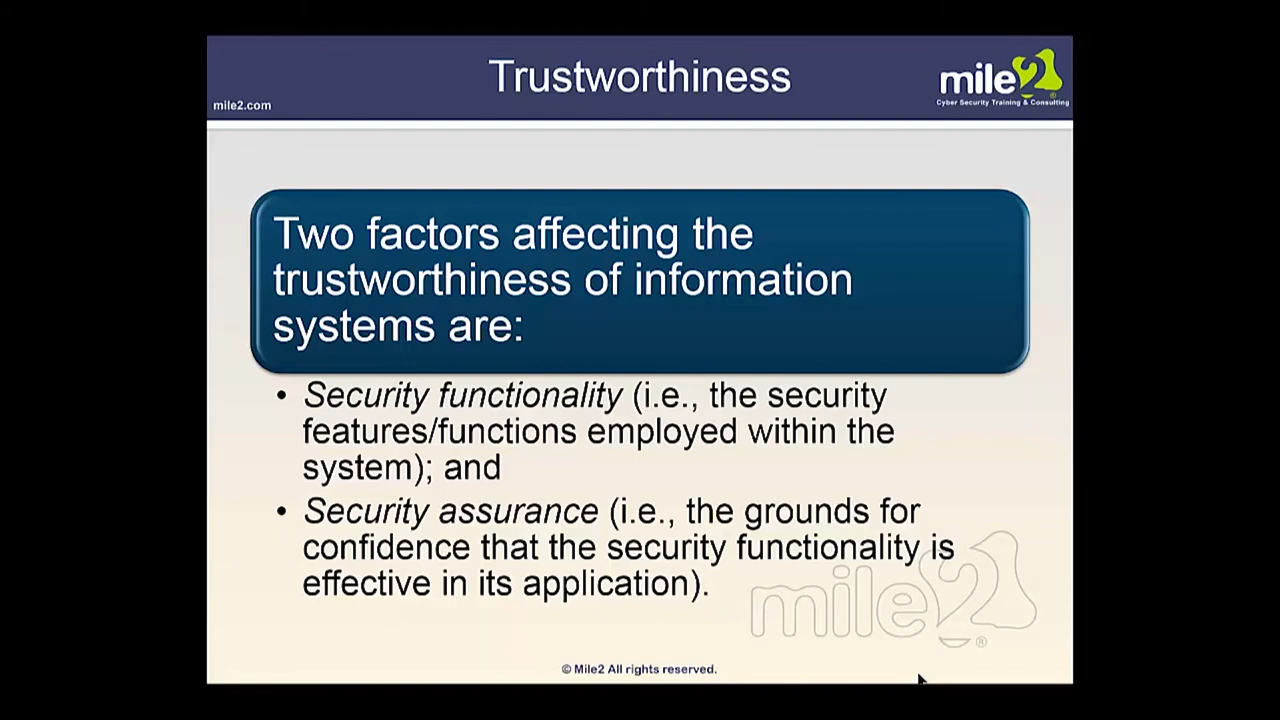 Trustworthiness
mile2
mile2.com
Cyber Security Training & Consulting
Two factors affecting the
trustworthiness of information
systems are:
• Security functionality (i.e., the security
features/functions employed within the
system); and
• Security assurance (i.e., the grounds for
confidence that the security functionality is
effective in its application).
mile2®
© Mile2 All rights reserved.